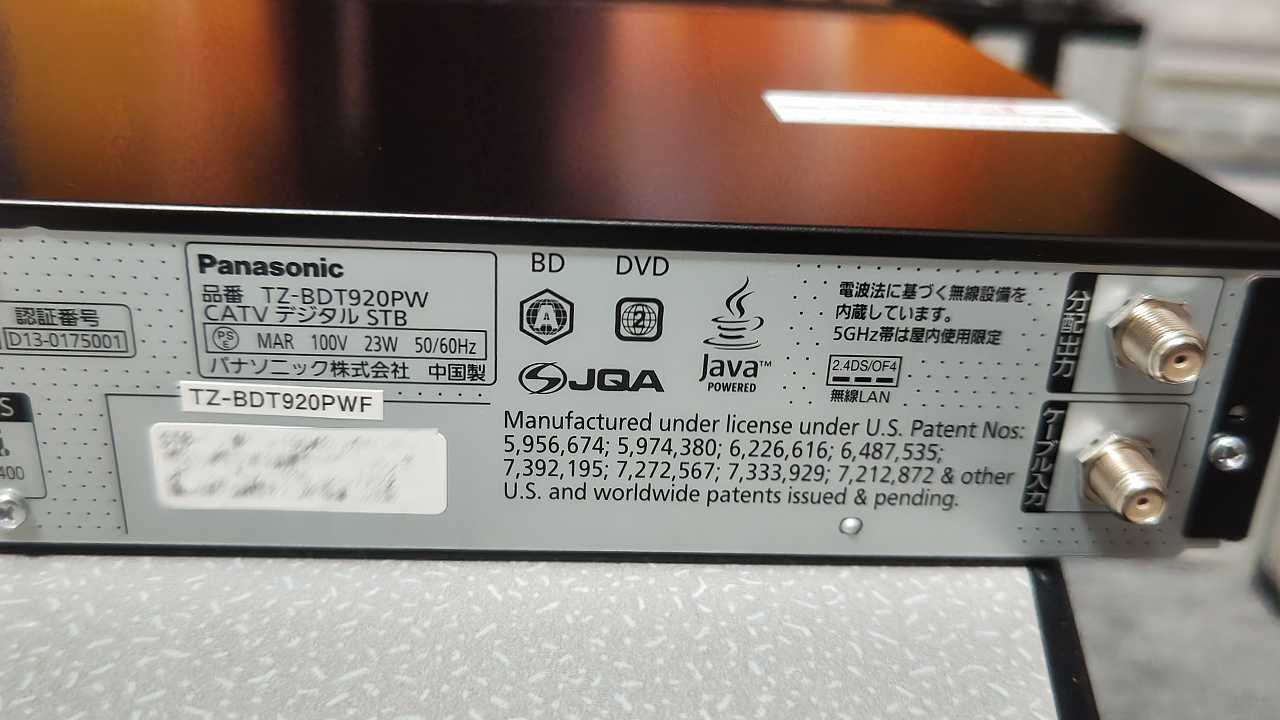 認証番号
D13-0175001
S
400
Panasonic
品番 TZ-BDT920PW
CATV デジタル STB
PS
E MAR 100V 23W 50/60Hz
パナソニック株式会社 中国製
TZ-BDT920PWF
BD DVD
A 2
JQA
Java™
POWERED
電波法に基づく無線設備を
内蔵しています。
5GHz帯は屋内使用限定
2.4DS/OF4
無線LAN
Manufactured under license under U.S. Patent Nos:
5,956,674; 5,974,380; 6,226,616; 6,487,535;
7,392,195; 7,272,567; 7,333,929; 7,212,872 & other
U.S. and worldwide patents issued & pending.
分配出力
ケーブル入力